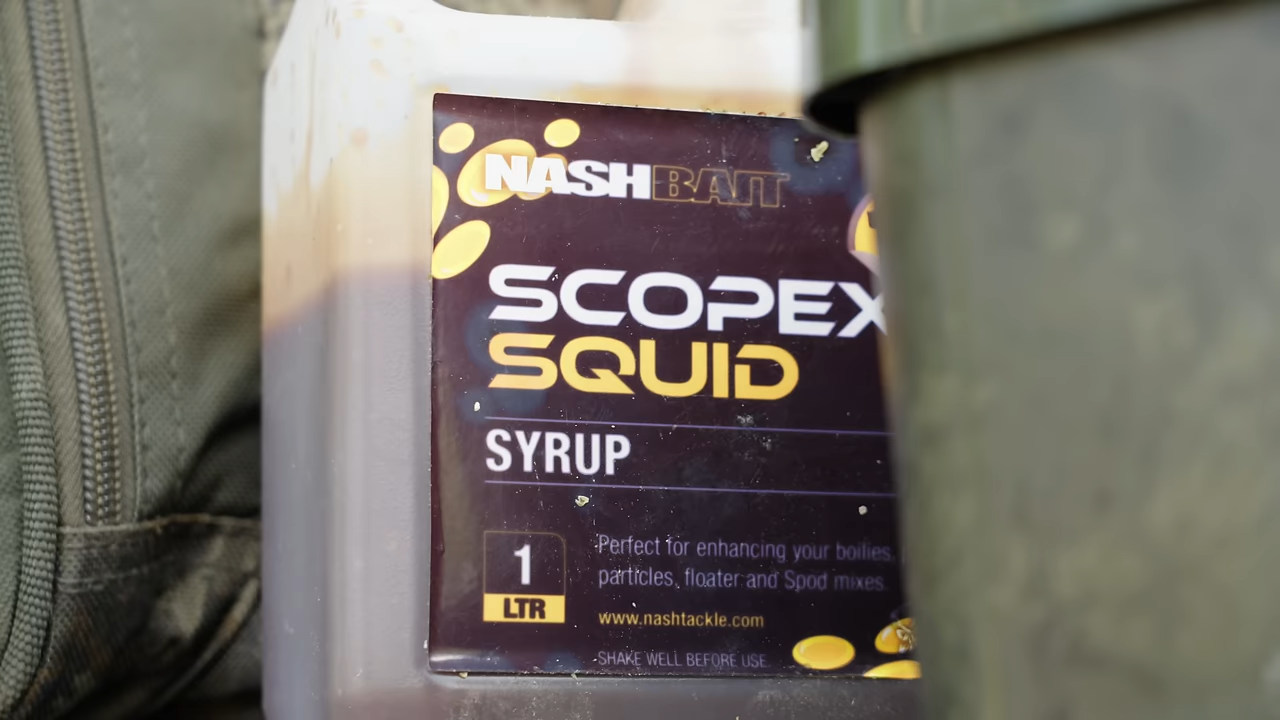 NASHBAIT
SCOPEX
SQUID
SYRUP
1
LTR
Perfect for enhancing your boilies,
particles, floater and Spod mixes.
www.nashtackle.com
SHAKE WELL BEFORE USE.